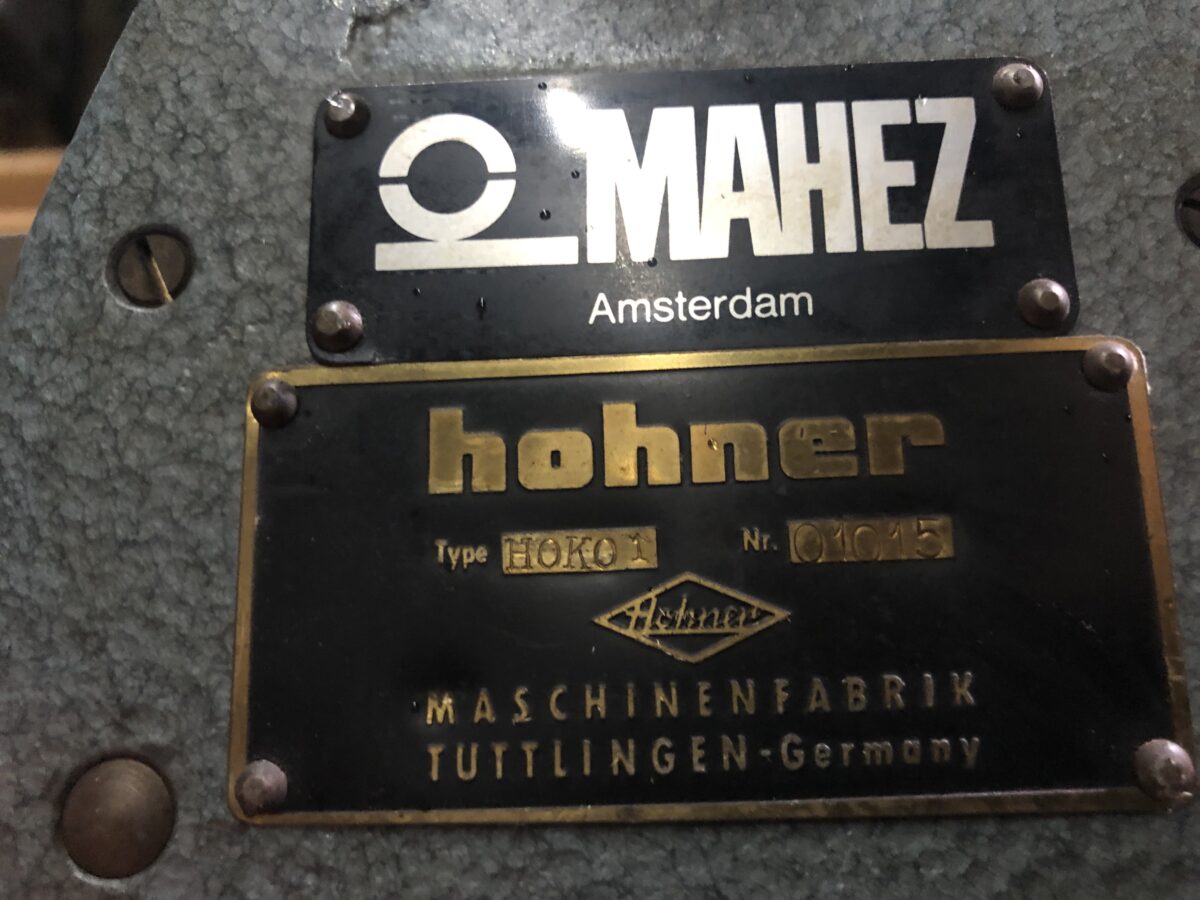 MAHEZ
Amsterdam
hohner
Type HOKO 1 Nr. 01015
Hohner
MASCHINENFABRIK
TUTTLINGEN-Germany